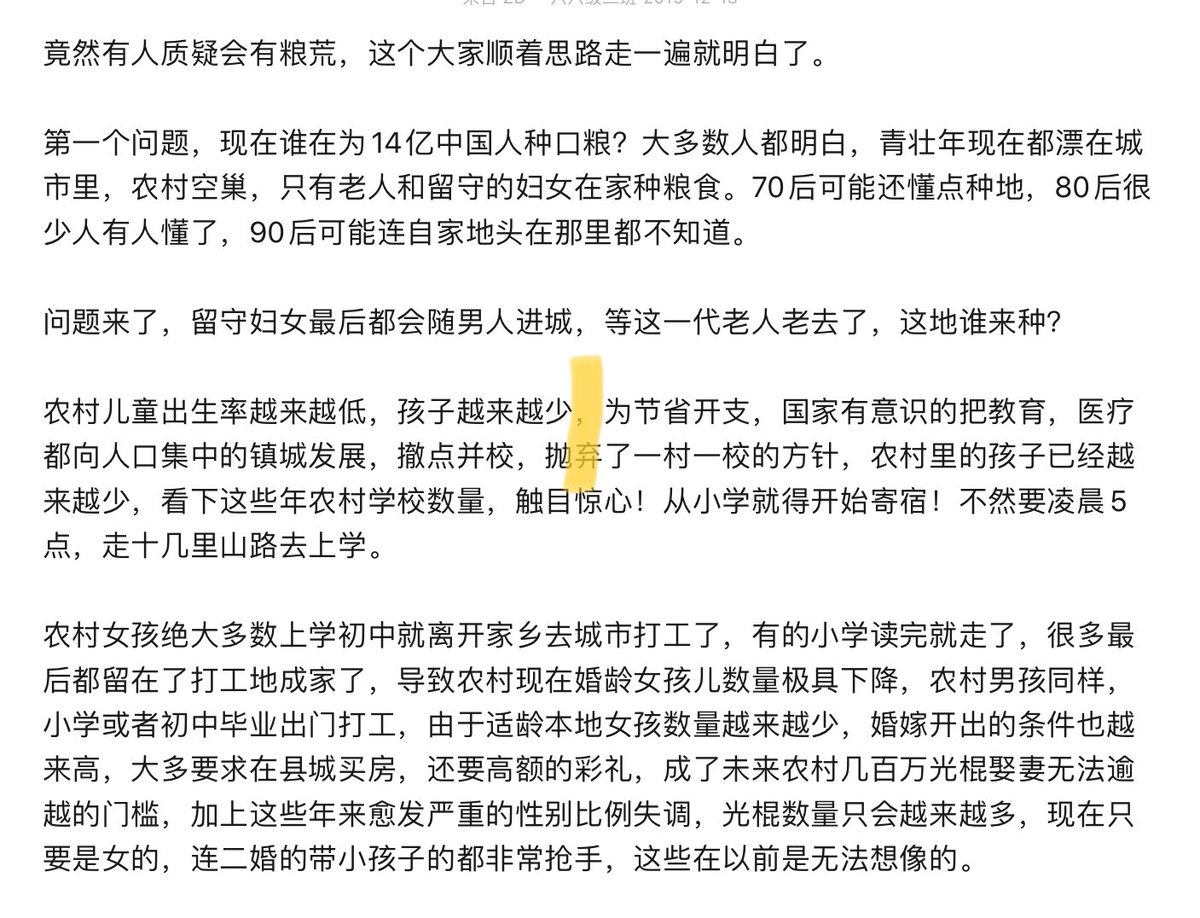 竟然有人质疑会有粮荒，这个大家顺着思路走一遍就明白了。
第一个问题，现在谁在为14亿中国人种口粮？大多数人都明白，青壮年现在都漂在城
市里，农村空巢，只有老人和留守的妇女在家种粮食。70后可能还懂点种地，80后很
少人有人懂了，90后可能连自家地头在那里都不知道。
问题来了，留守妇女最后都会随男人进城，等这一代老人老去了，这地谁来种？
农村儿童出生率越来越低，孩子越来越少，为节省开支，国家有意识的把教育，医疗
都向人口集中的镇城发展，撤点并校，抛弃了一村一校的方针，农村里的孩子已经越
来越少，看下这些年农村学校数量，触目惊心！从小学就得开始寄宿！不然要凌晨5
点，走十几里山路去上学。
农村女孩绝大多数上学初中就离开家乡去城市打工了，有的小学读完就走了，很多最
后都留在了打工地成家了，导致农村现在婚龄女孩儿数量极具下降，农村男孩同样，
小学或者初中毕业出门打工，由于适龄本地女孩数量越来越少，婚嫁开出的条件也越
来高，大多要求在县城买房，还要高额的彩礼，成了未来农村几百万光棍娶妻无法逾
越的门槛，加上这些年来愈发严重的性别比例失调，光棍数量只会越来越多，现在只
要是女的，连二婚的带小孩子的都非常抢手，这些在以前是无法想像的。